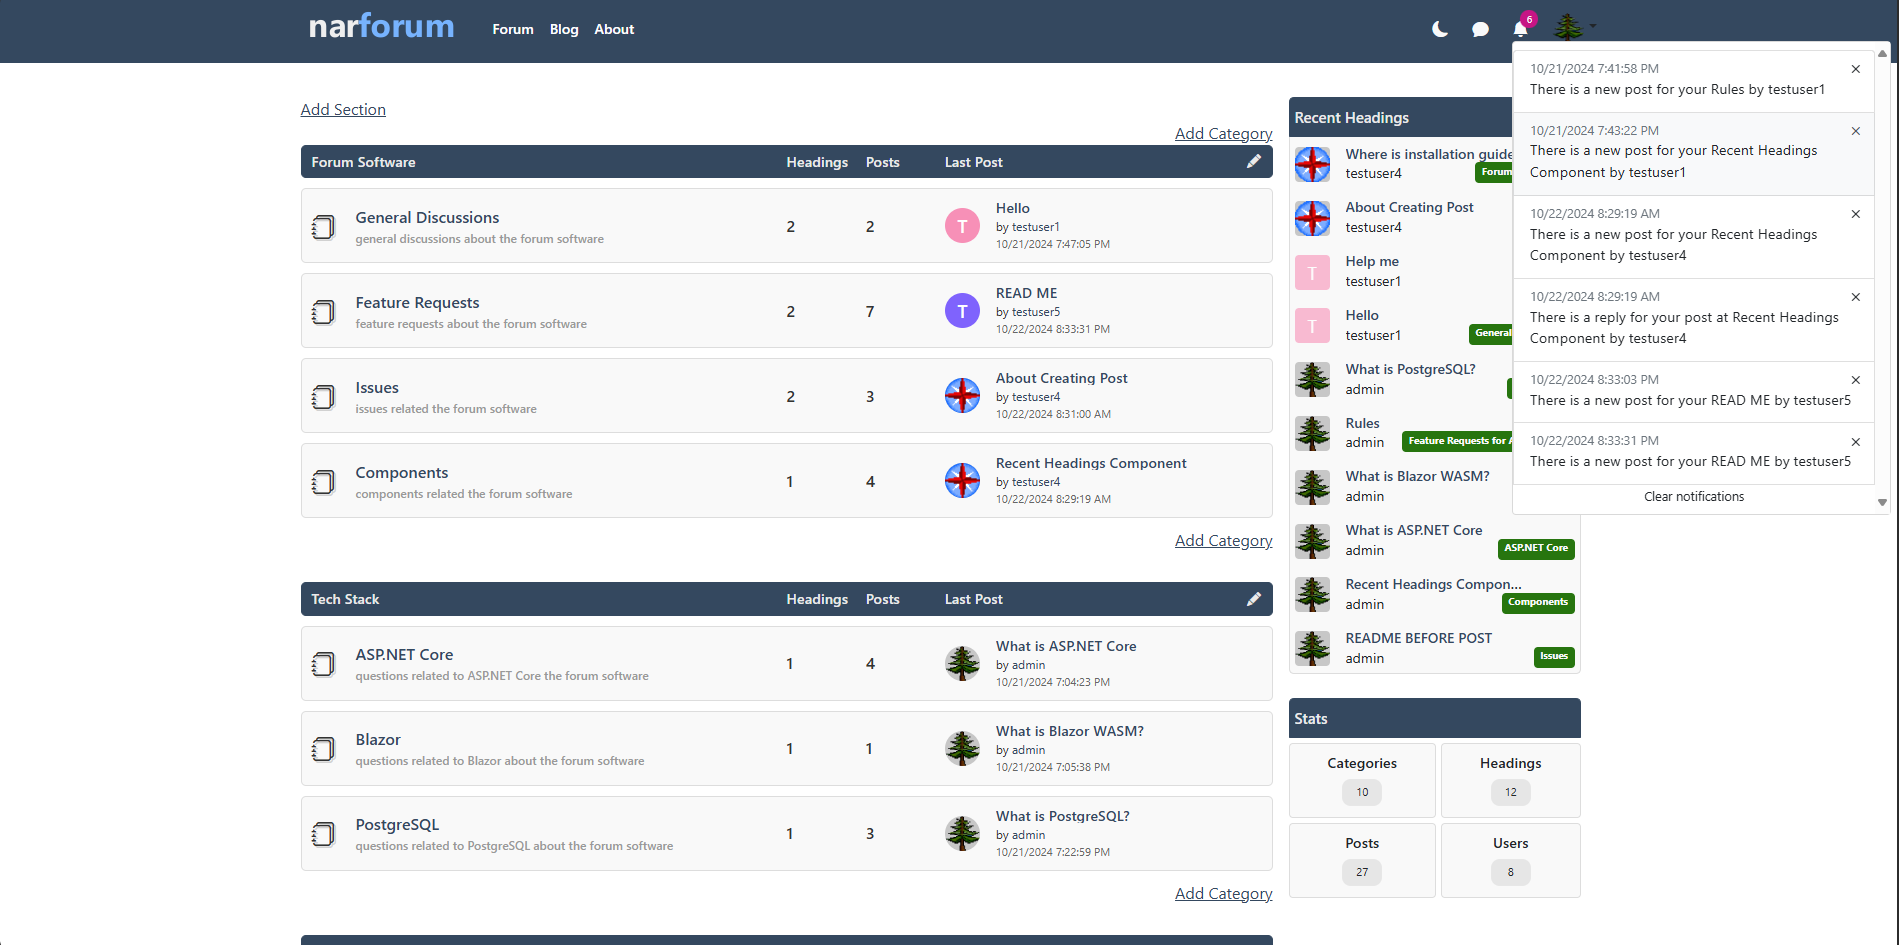 narforum
Forum Blog About
6
Add Section
Add Category
Forum Software Headings Posts Last Post
General Discussions
general discussions about the forum software
2 2
T
Hello
by testuser1
10/21/2024 7:47:05 PM
Feature Requests
feature requests about the forum software
2 7
T
READ ME
by testuser5
10/22/2024 8:33:31 PM
Issues
issues related the forum software
2 3
About Creating Post
by testuser4
10/22/2024 8:31:00 AM
Components
components related the forum software
1 4
Recent Headings Component
by testuser4
10/22/2024 8:29:19 AM
Add Category
Tech Stack Headings Posts Last Post
ASP.NET Core
questions related to ASP.NET Core the forum software
1 4
What is ASP.NET Core
by admin
10/21/2024 7:04:23 PM
Blazor
questions related to Blazor about the forum software
1 1
What is Blazor WASM?
by admin
10/21/2024 7:05:38 PM
PostgreSQL
questions related to PostgreSQL about the forum software
1 3
What is PostgreSQL?
by admin
10/21/2024 7:22:59 PM
Add Category
Recent Headings
Where is installation guide
testuser4
Forum
About Creating Post
testuser4
T
Help me
testuser1
T
Hello
testuser1
General
What is PostgreSQL?
admin
Rules
admin
Feature Requests for A
What is Blazor WASM?
admin
What is ASP.NET Core
admin
ASP.NET Core
Recent Headings Compon...
admin
Components
README BEFORE POST
admin
Issues
Stats
Categories
10
Headings
12
Posts
27
Users
8
10/21/2024 7:41:58 PM
There is a new post for your Rules by testuser1
10/21/2024 7:43:22 PM
There is a new post for your Recent Headings
Component by testuser1
10/22/2024 8:29:19 AM
There is a new post for your Recent Headings
Component by testuser4
10/22/2024 8:29:19 AM
There is a reply for your post at Recent Headings
Component by testuser4
10/22/2024 8:33:03 PM
There is a new post for your READ ME by testuser5
10/22/2024 8:33:31 PM
There is a new post for your READ ME by testuser5
Clear notifications